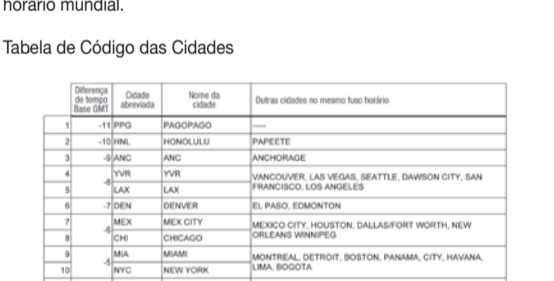 horário mundial.
Tabela de Código das Cidades
Diferença de tempo Base GMT | Cidade abreviada | Nome da cidade | Outras cidades no mesmo fuso horário
1 | -11 | PPG | PAGOPAGO | —
2 | -10 | HNL | HONOLULU | PAPEETE
3 | -9 | ANC | ANC | ANCHORAGE
4 | -8 | YVR | YVR | VANCOUVER, LAS VEGAS, SEATTLE, DAWSON CITY, SAN
5 | LAX | LAX | FRANCISCO, LOS ANGELES
6 | -7 | DEN | DENVER | EL PASO, EDMONTON
7 | -6 | MEX | MEX CITY | MEXICO CITY, HOUSTON, DALLAS/FORT WORTH, NEW
8 | CHI | CHICAGO | ORLEANS WINNIPEG
9 | -5 | MIA | MIAMI | MONTREAL, DETROIT, BOSTON, PANAMA, CITY, HAVANA,
10 | NYC | NEW YORK | LIMA, BOGOTA